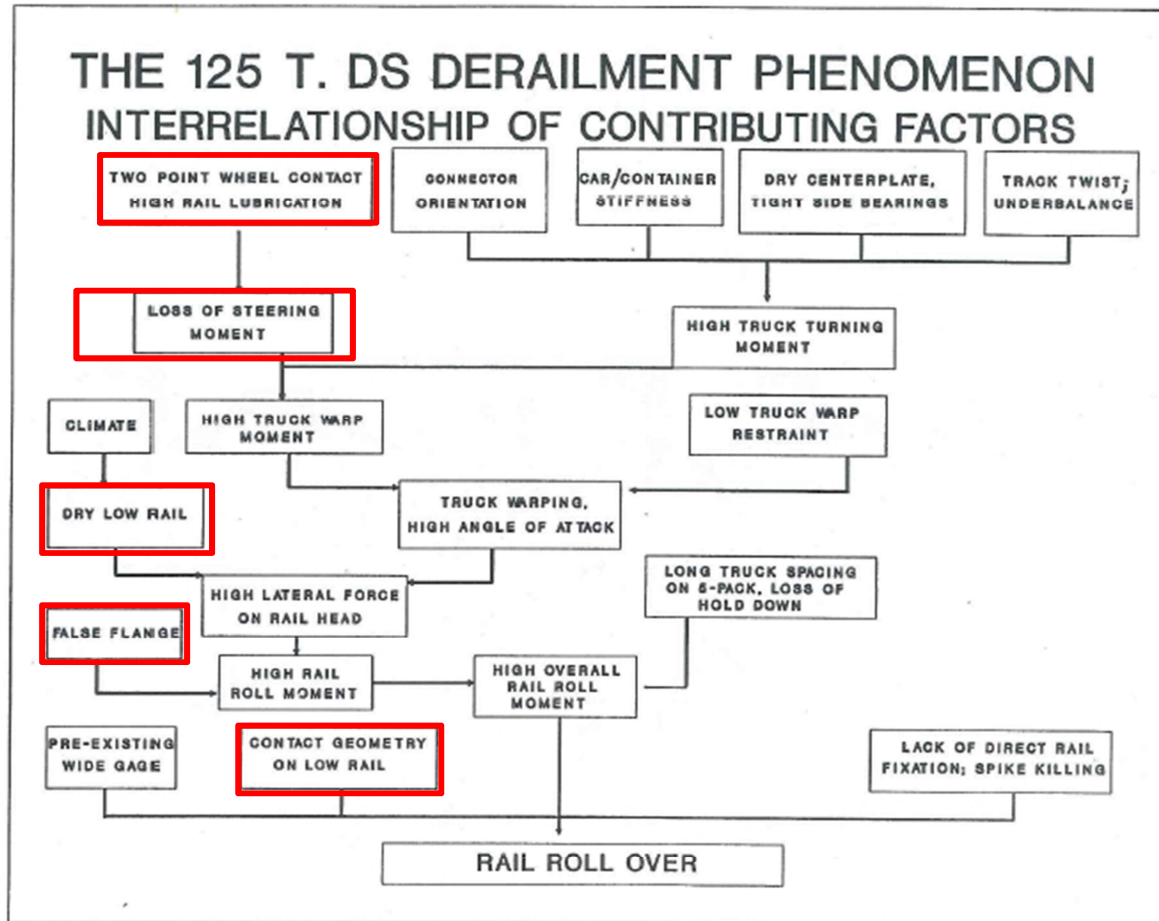 THE 125 T. DS DERAILMENT PHENOMENON
INTERRELATIONSHIP OF CONTRIBUTING FACTORS
TWO POINT WHEEL CONTACT
HIGH RAIL LUBRICATION
CONNECTOR
ORIENTATION
CAR/CONTAINER
STIFFNESS
DRY CENTERPLATE,
TIGHT SIDE BEARINGS
TRACK TWIST;
UNDERBALANCE
LOSS OF STEERING
MOMENT
HIGH TRUCK TURNING
MOMENT
CLIMATE
HIGH TRUCK WARP
MOMENT
LOW TRUCK WARP
RESTRAINT
DRY LOW RAIL
TRUCK WARPING,
HIGH ANGLE OF ATTACK
HIGH LATERAL FORCE
ON RAIL HEAD
LONG TRUCK SPACING
ON 5-PACK, LOSS OF
HOLD DOWN
FALSE FLANGE
HIGH RAIL
ROLL MOMENT
HIGH OVERALL
RAIL ROLL
MOMENT
PRE-EXISTING
WIDE GAGE
CONTACT GEOMETRY
ON LOW RAIL
LACK OF DIRECT RAIL
FIXATION; SPIKE KILLING
RAIL ROLL OVER